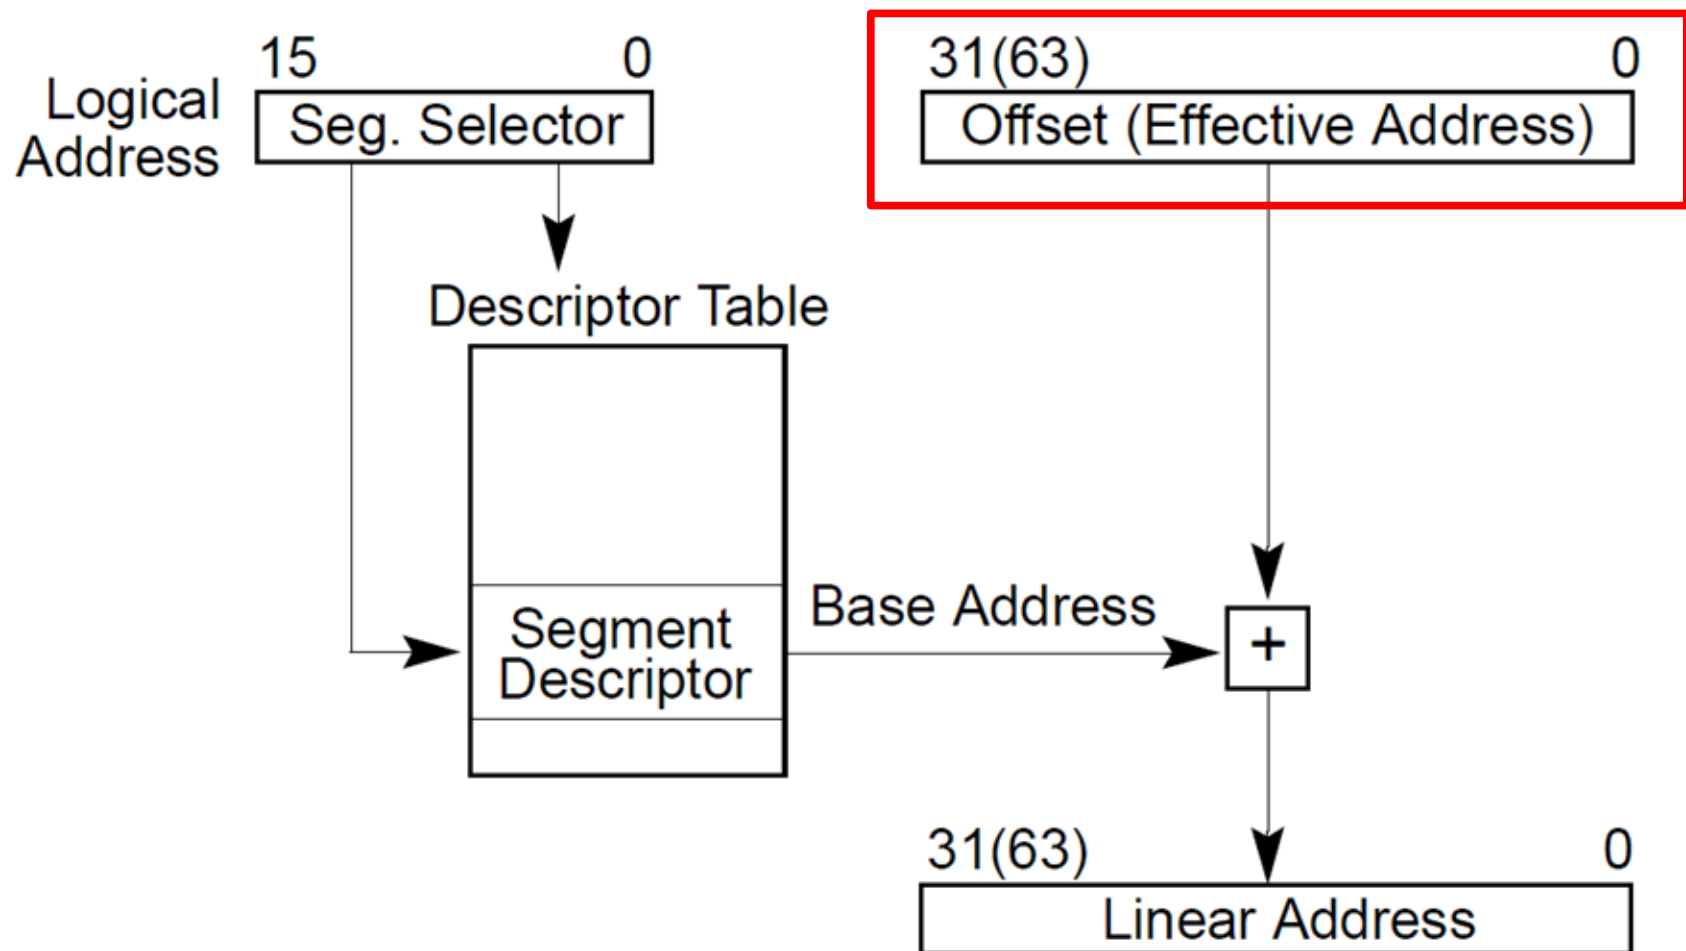 15 0
31(63) 0
Logical
Address
Seg. Selector
Offset (Effective Address)
Descriptor Table
Segment
Descriptor
Base Address
+
31(63) 0
Linear Address